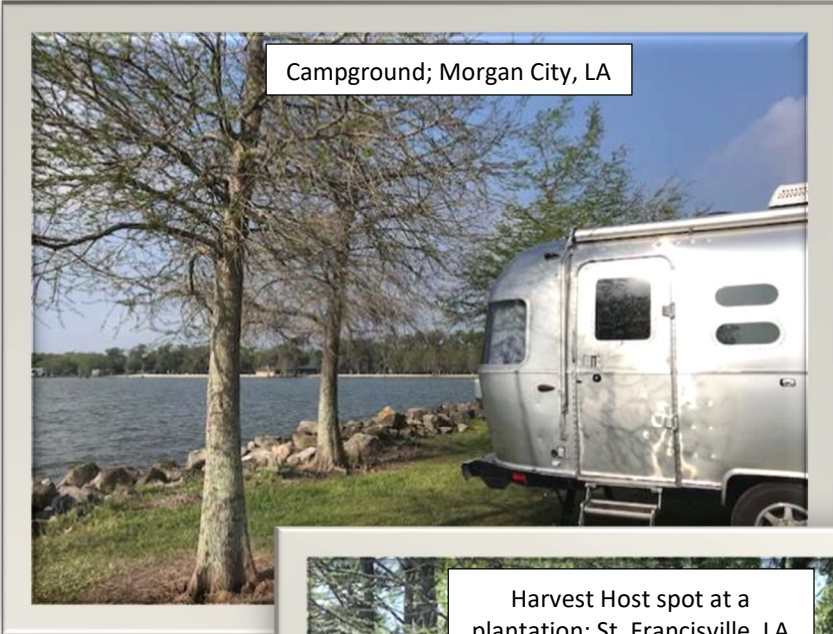 Campground; Morgan City, LA
Harvest Host spot at a
plantation; St. Francisville, LA